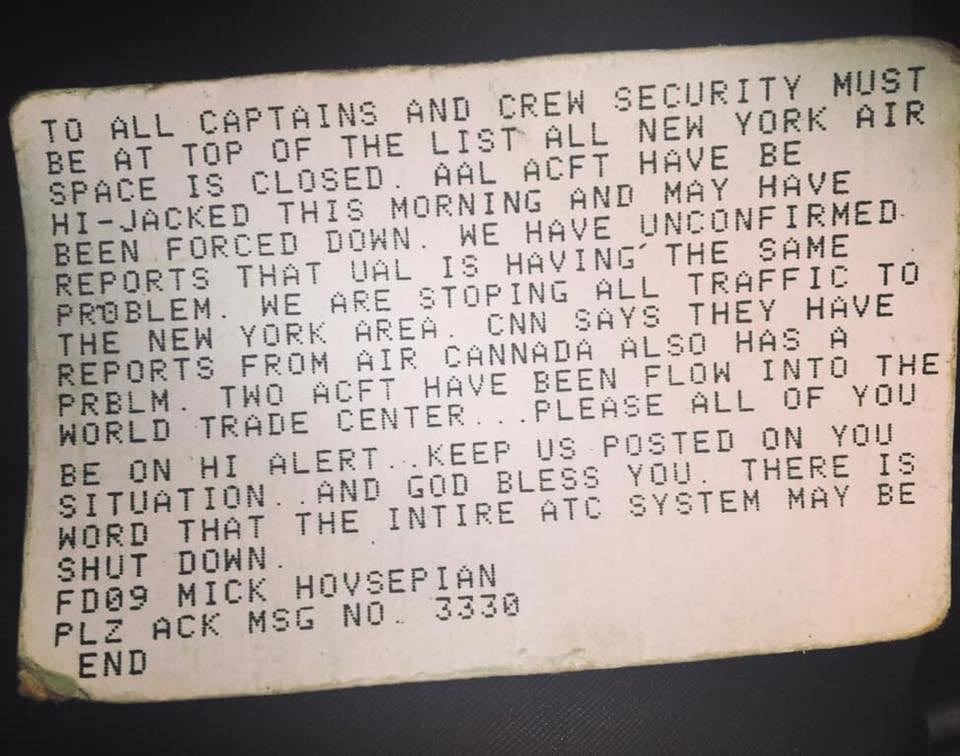 TO ALL CAPTAINS AND CREW SECURITY MUST
BE AT TOP OF THE LIST ALL NEW YORK AIR
SPACE IS CLOSED. AAL ACFT HAVE BE
HI-JACKED THIS MORNING AND MAY HAVE
BEEN FORCED DOWN. WE HAVE UNCONFIRMED
REPORTS THAT UAL IS HAVING THE SAME
PROBLEM. WE ARE STOPING ALL TRAFFIC TO
THE NEW YORK AREA. CNN SAYS THEY HAVE
REPORTS FROM AIR CANNADA ALSO HAS A
PRBLM. TWO ACFT HAVE BEEN FLOW INTO THE
WORLD TRADE CENTER...PLEASE ALL OF YOU
BE ON HI ALERT...KEEP US POSTED ON YOU
SITUATION...AND GOD BLESS YOU. THERE IS
WORD THAT THE INTIRE ATC SYSTEM MAY BE
SHUT DOWN.
FD09 MICK HOVSEPIAN
PLZ ACK MSG NO. 3330
END